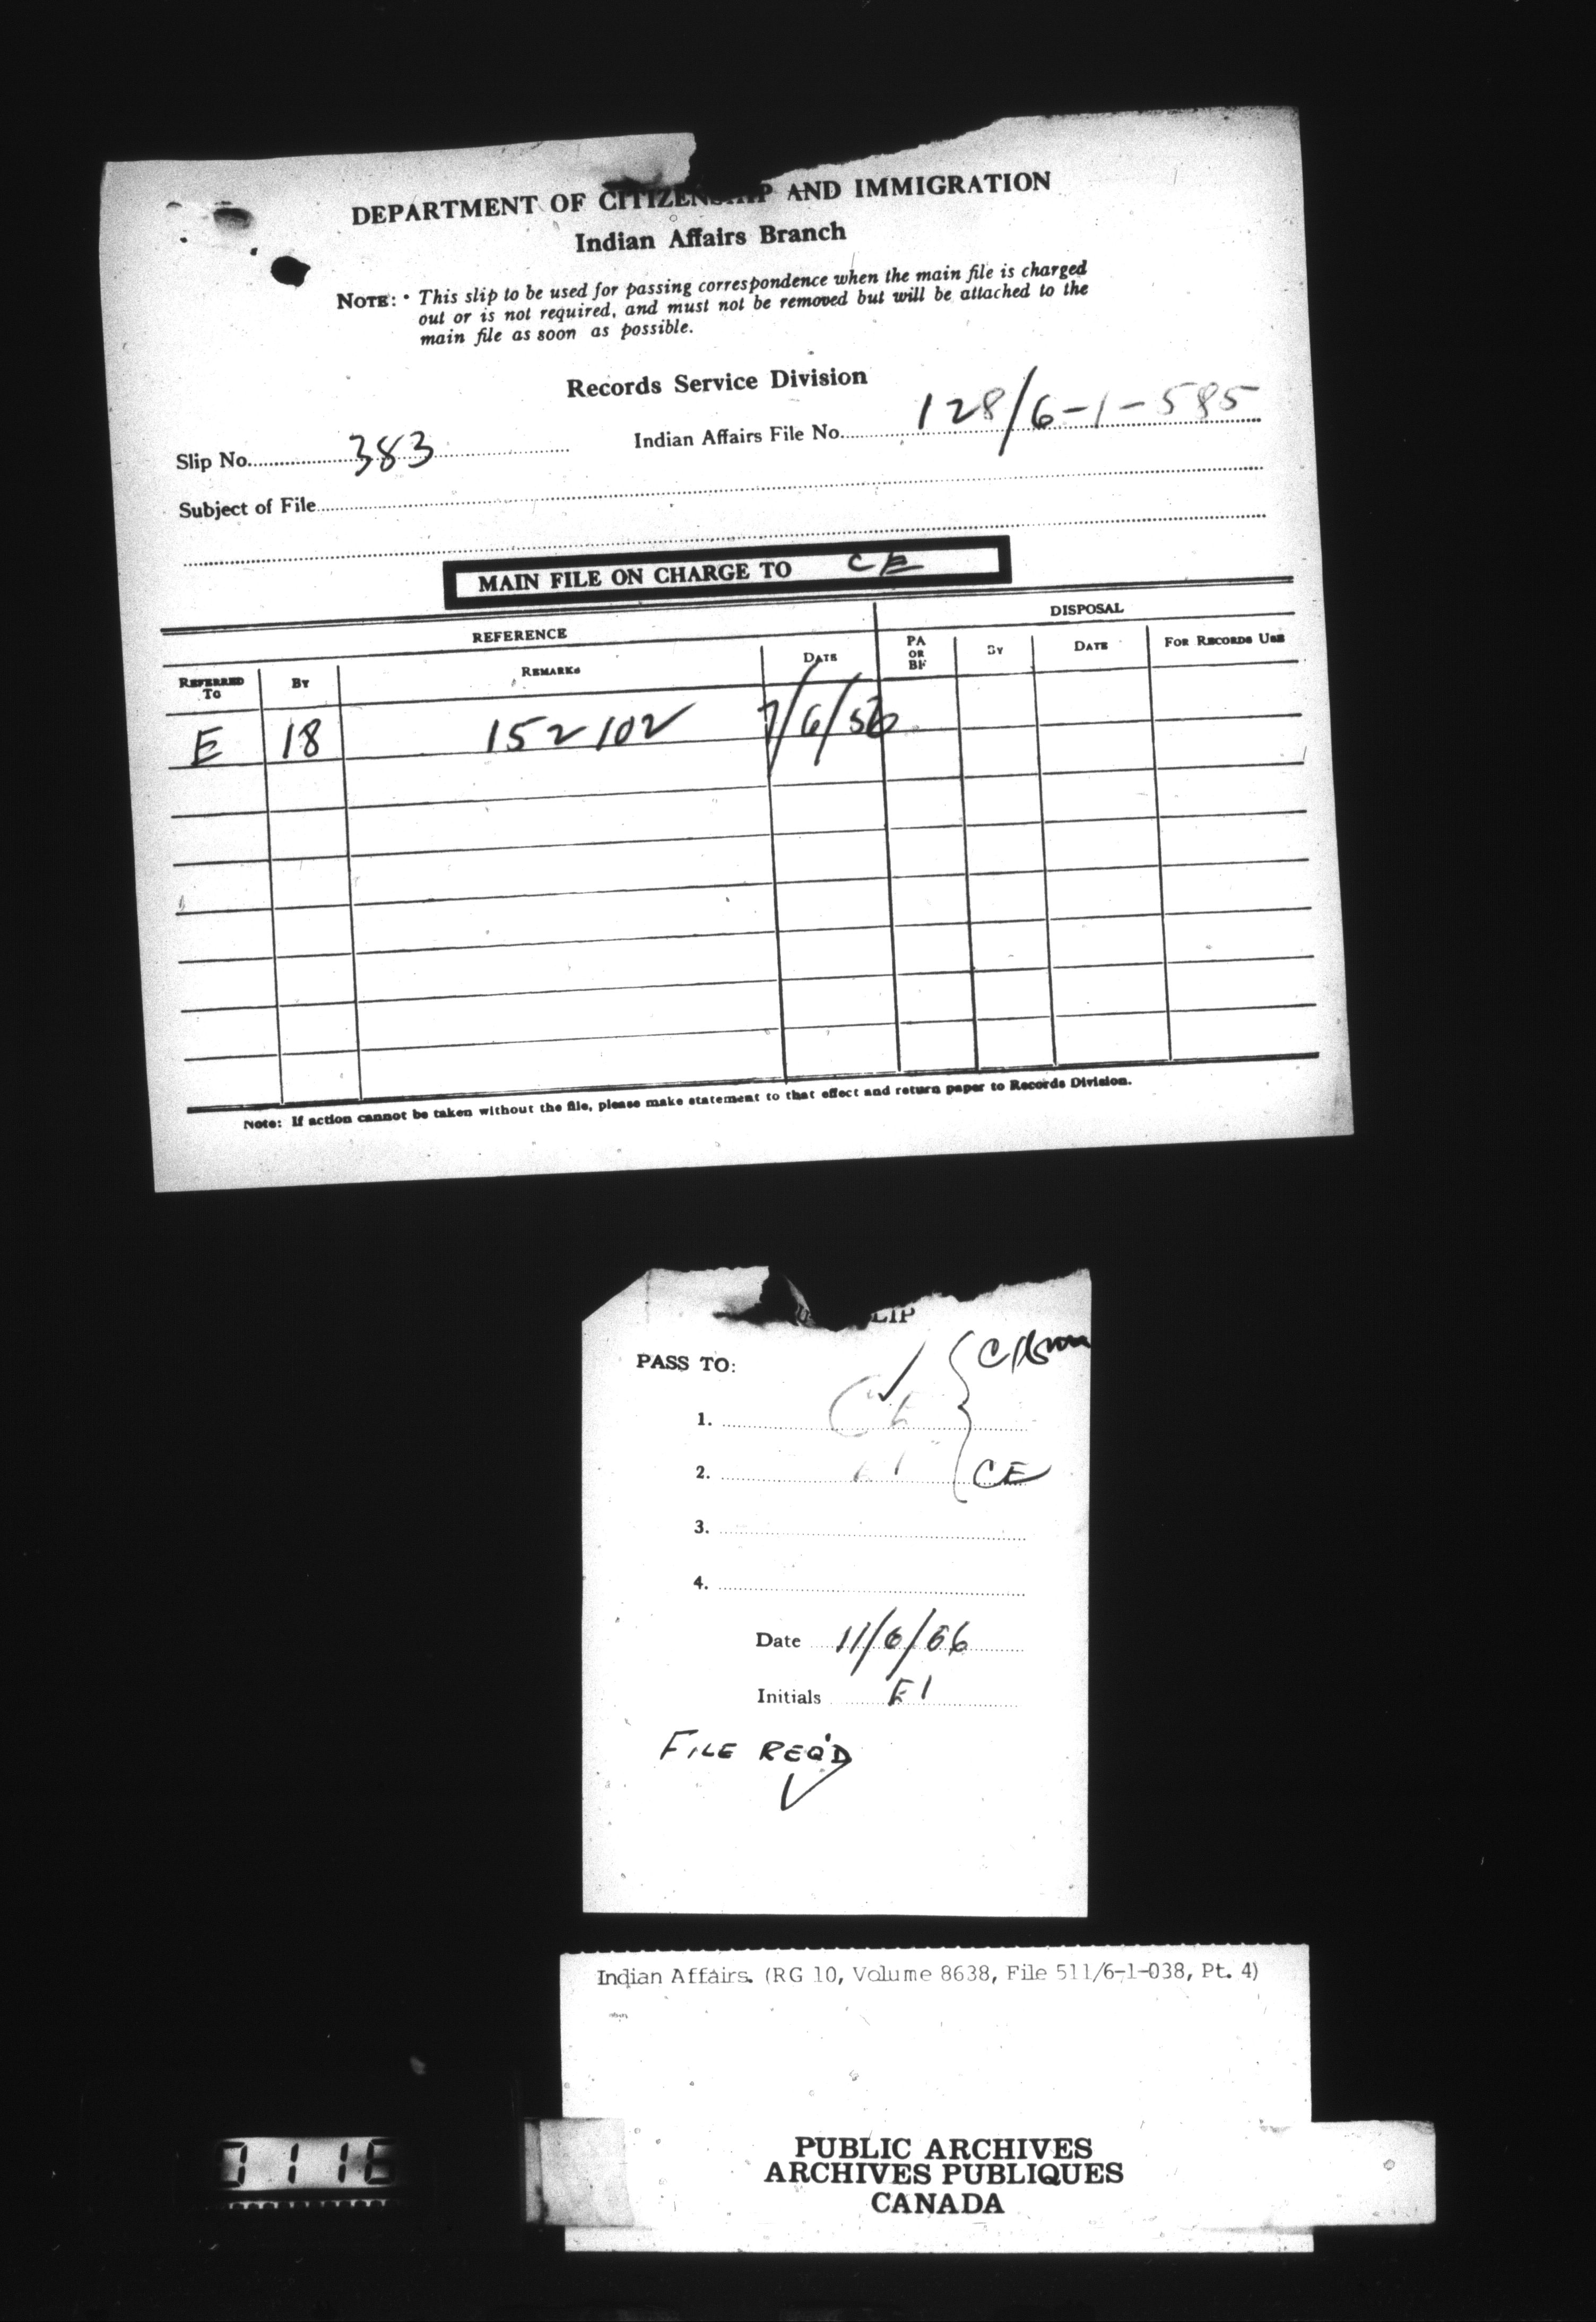 DEPARTMENT OF CITIZENSHIP AND IMMIGRATION
Indian Affairs Branch
NOTE: • This slip to be used for passing correspondence when the main file is charged
out or is not required, and must not be removed but will be attached to the
main file as soon as possible.
Records Service Division
Slip No. 383 Indian Affairs File No. 128/6-1-585
Subject of File
MAIN FILE ON CHARGE TO CE
REFERENCE DISPOSAL
REFERRED TO BY REMARKS DATE PA OR BF BY DATE FOR RECORDS USE
E 18 152102 7/6/56
Note: If action cannot be taken without the file, please make statement to that effect and return paper to Records Division.
LIP
PASS TO:
1.
2. CE
3.
4.
Date 11/6/56
Initials E1
FILE REQ'D
Indian Affairs. (RG 10, Volume 8638, File 511/6-1-038, Pt. 4)
0116
PUBLIC ARCHIVES
ARCHIVES PUBLIQUES
CANADA